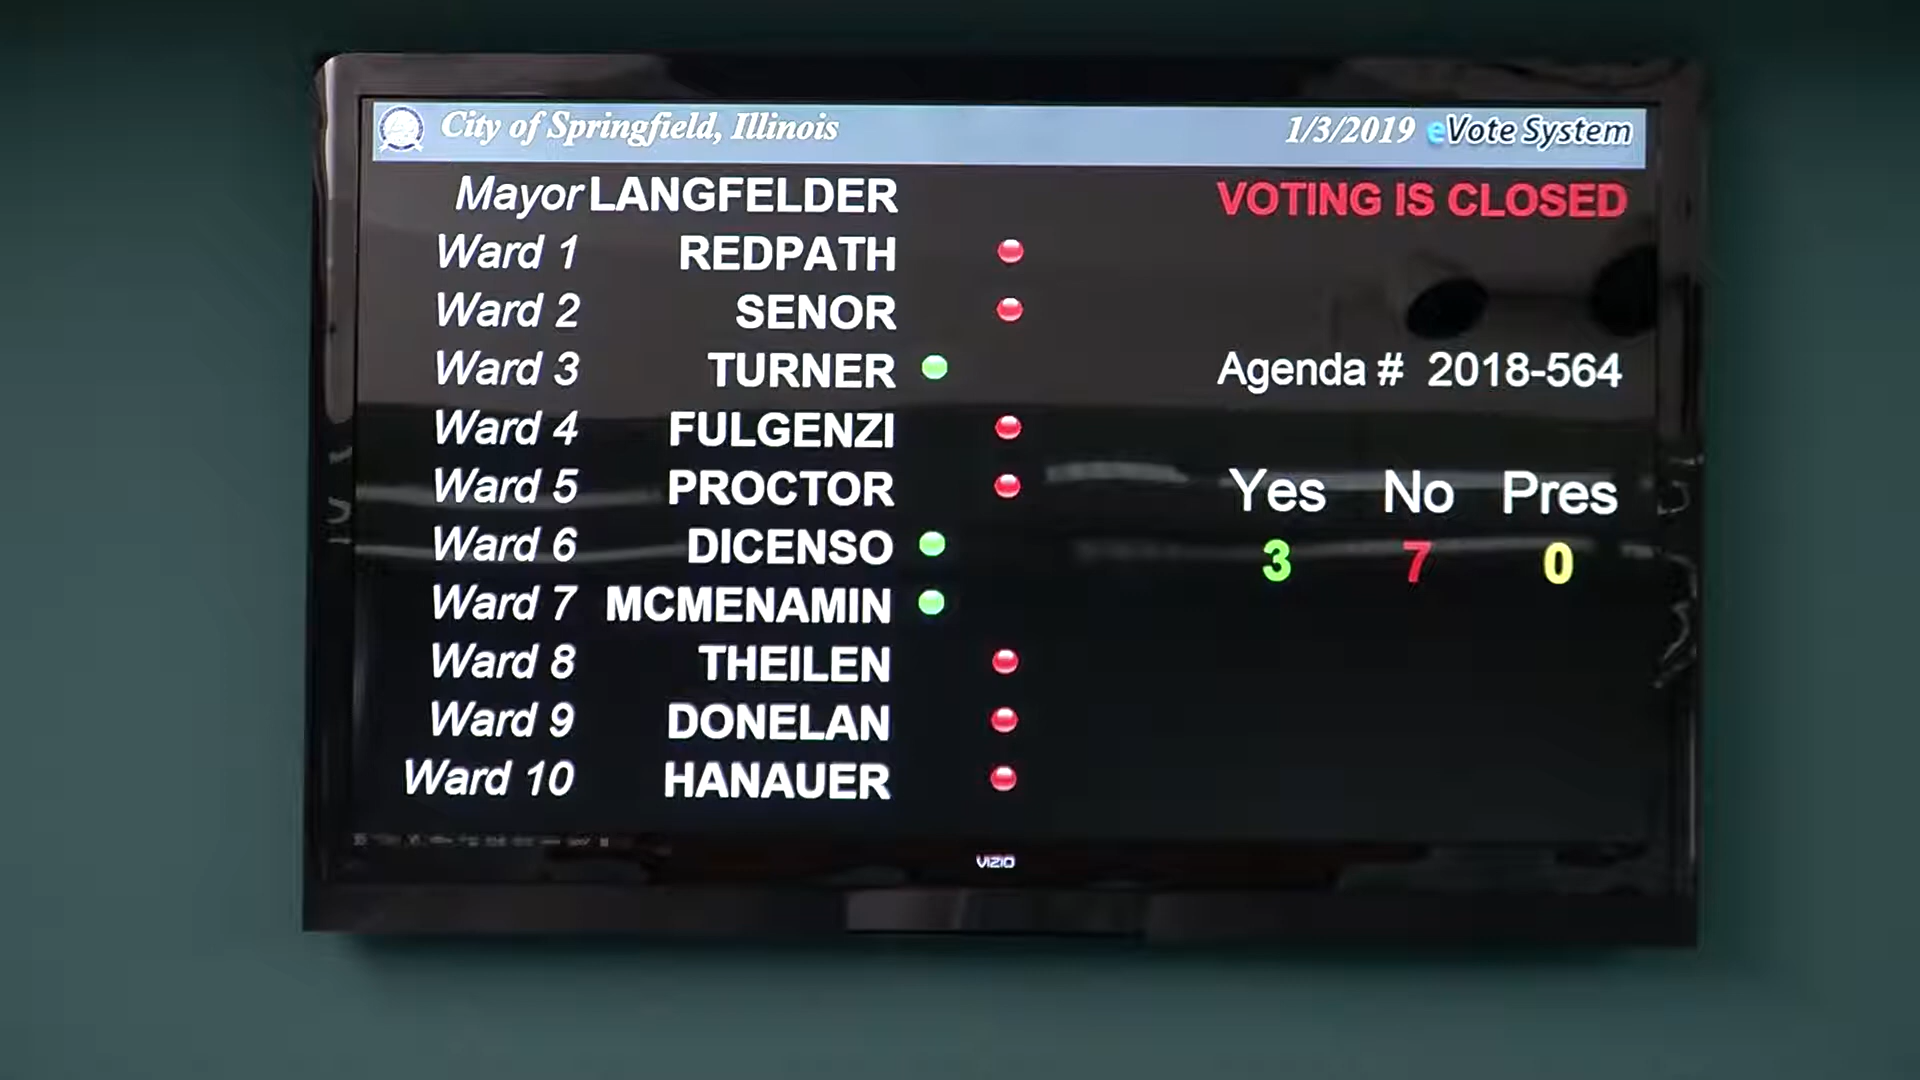 City of Springfield, Illinois 1/3/2019 eVote System
Mayor LANGFELDER VOTING IS CLOSED
Ward 1 REDPATH
Ward 2 SENOR
Ward 3 TURNER Agenda # 2018-564
Ward 4 FULGENZI
Ward 5 PROCTOR Yes No Pres
Ward 6 DICENSO 3 7 0
Ward 7 MCMENAMIN
Ward 8 THEILEN
Ward 9 DONELAN
Ward 10 HANAUER
VIZIO